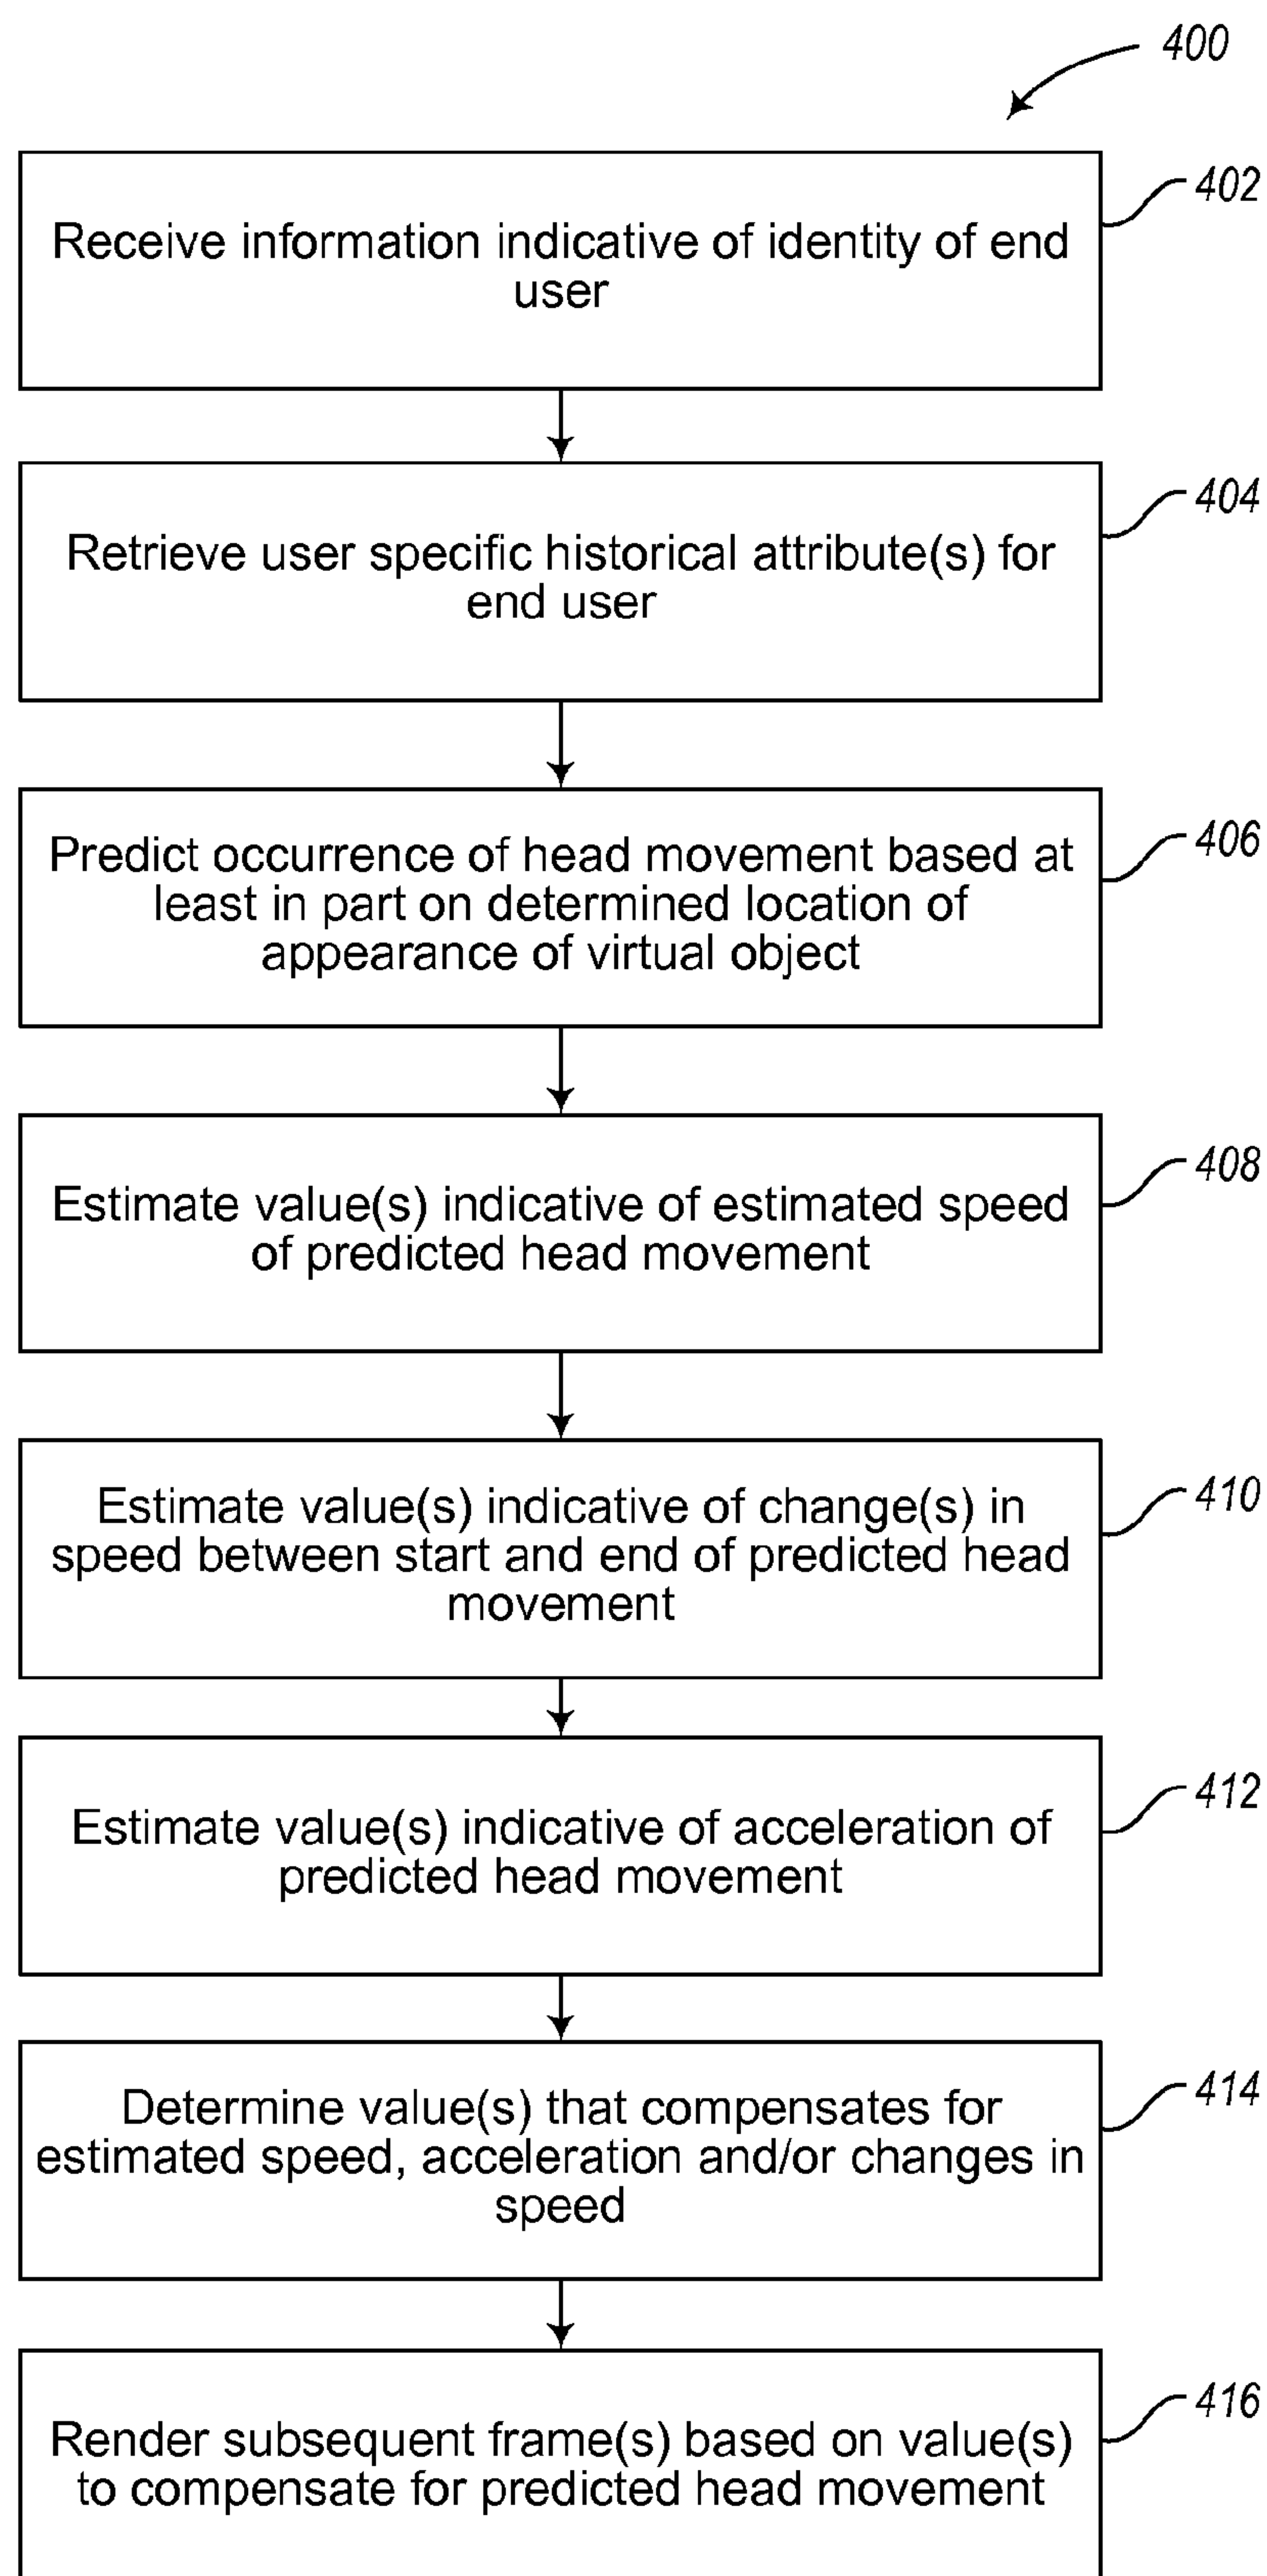 400
402
Receive information indicative of identity of end
user
404
Retrieve user specific historical attribute(s) for
end user
406
Predict occurrence of head movement based at
least in part on determined location of
appearance of virtual object
408
Estimate value(s) indicative of estimated speed
of predicted head movement
410
Estimate value(s) indicative of change(s) in
speed between start and end of predicted head
movement
412
Estimate value(s) indicative of acceleration of
predicted head movement
414
Determine value(s) that compensates for
estimated speed, acceleration and/or changes in
speed
416
Render subsequent frame(s) based on value(s)
to compensate for predicted head movement